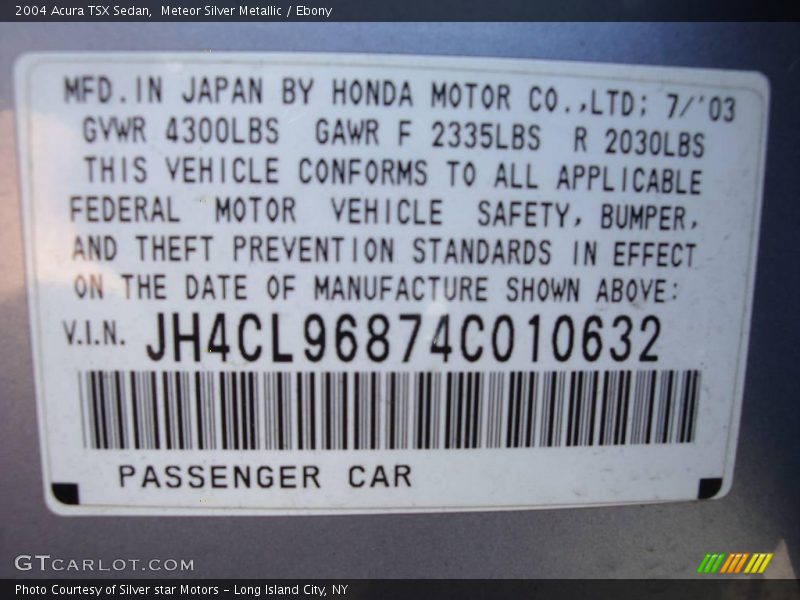 2004 Acura TSX Sedan,  Meteor Silver Metallic / Ebony
MFD. IN JAPAN BY HONDA MOTOR CO.,LTD; 7/'03
GVWR 4300LBS GAWR F 2335LBS R 2030LBS
THIS VEHICLE CONFORMS TO ALL APPLICABLE
FEDERAL MOTOR VEHICLE SAFETY, BUMPER,
AND THEFT PREVENTION STANDARDS IN EFFECT
ON THE DATE OF MANUFACTURE SHOWN ABOVE:
V.I.N. JH4CL96874C010632
PASSENGER CAR
GTCARLOT.COM
Photo Courtesy of Silver star Motors - Long Island City, NY